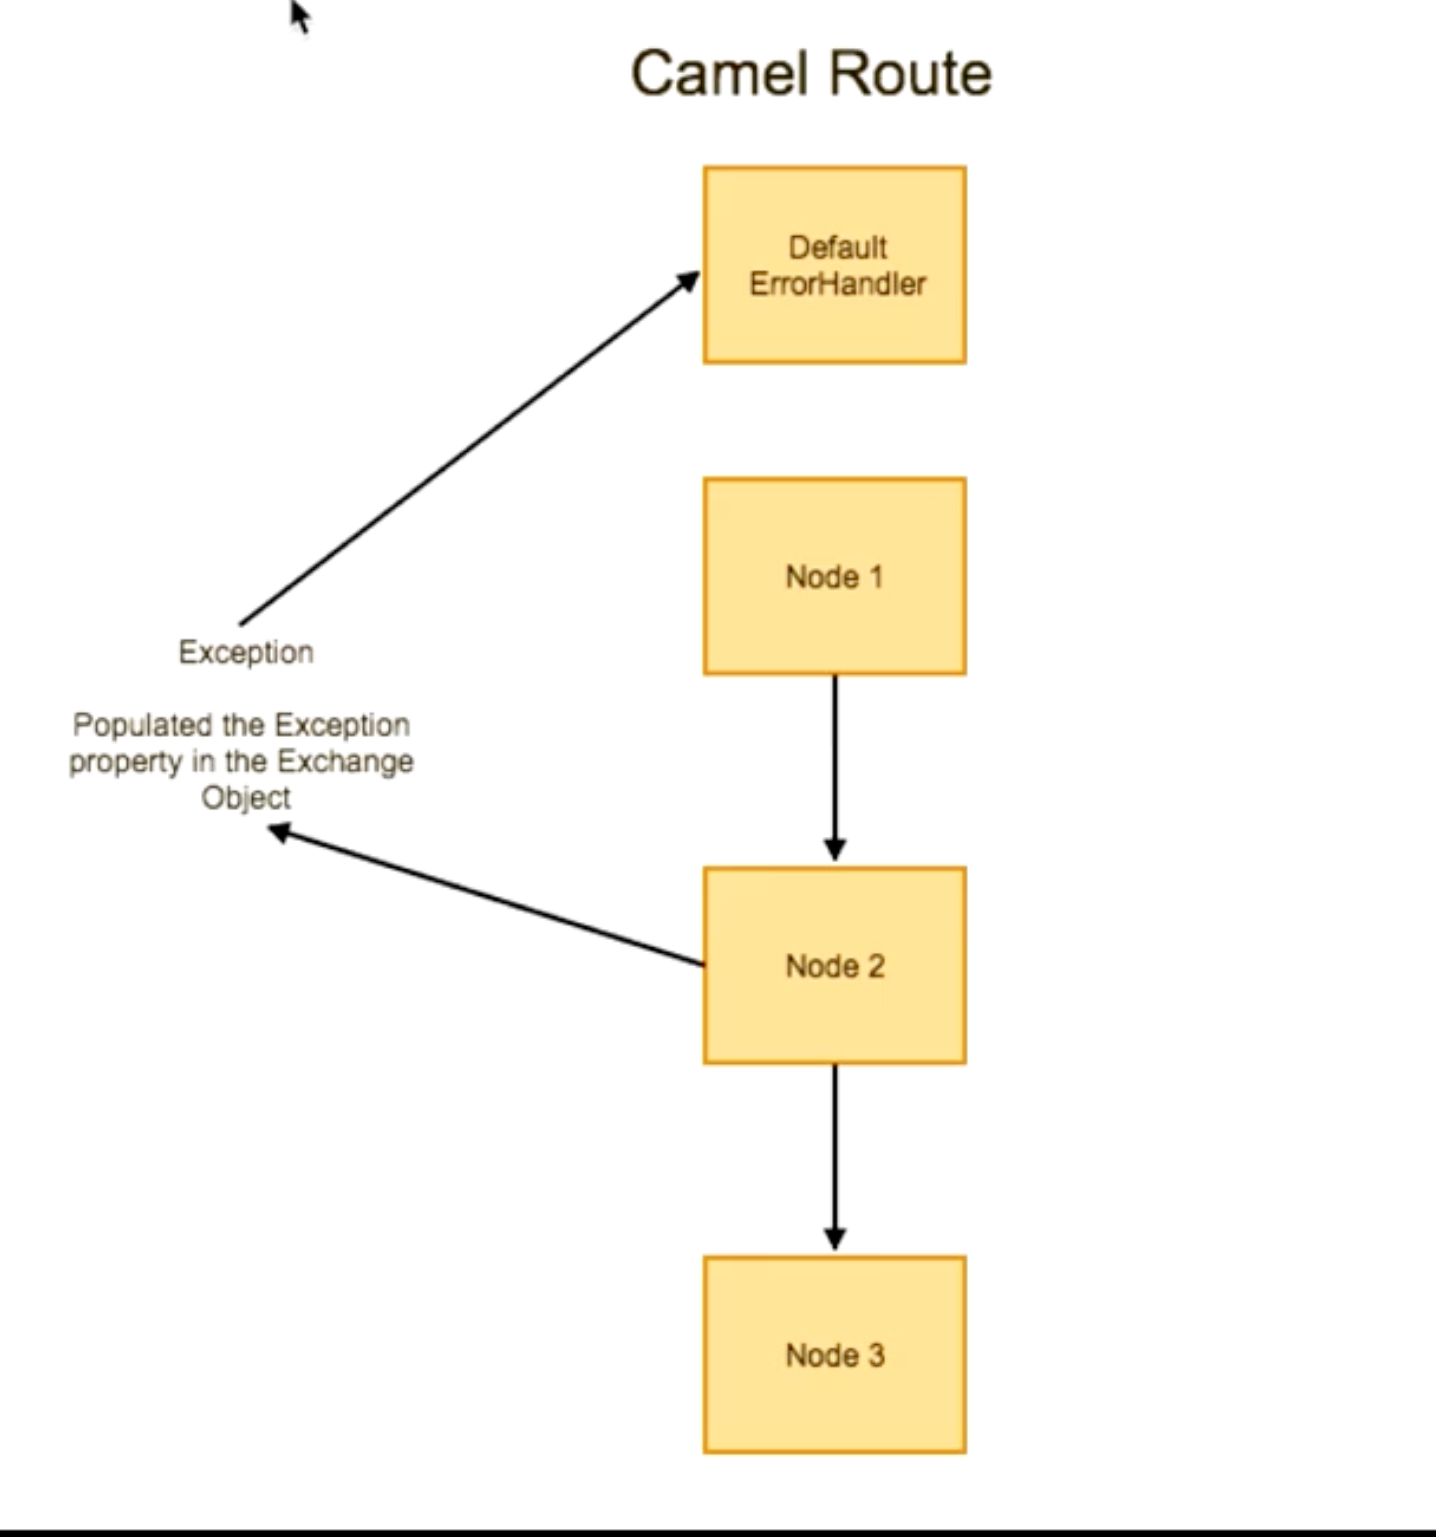 Camel Route
Default
ErrorHandler
Node 1
Exception
Populated the Exception
property in the Exchange
Object
Node 2
Node 3